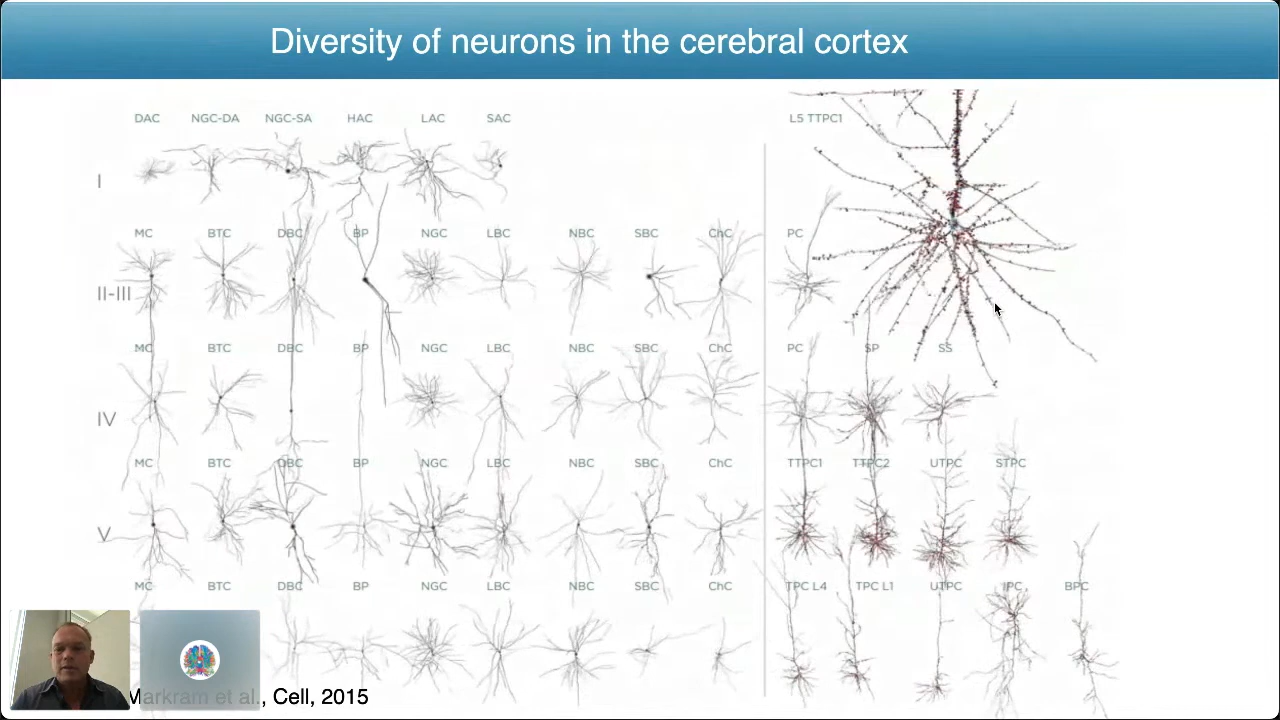 Diversity of neurons in the cerebral cortex
DAC NGC-DA NGC-SA HAC LAC SAC L5 TTPC1
I
MC BTC DBC BP NGC LBC NBC SBC ChC PC
II-III
MC BTC DBC BP NGC LBC NBC SBC ChC PC SP SS
IV
MC BTC DBC BP NGC LBC NBC SBC ChC TTPC1 TTPC2 UTPC STPC
V
MC BTC DBC BP NGC LBC NBC SBC ChC TPC L4 TPC L1 UTPC IPC BPC
Markram et al., Cell, 2015